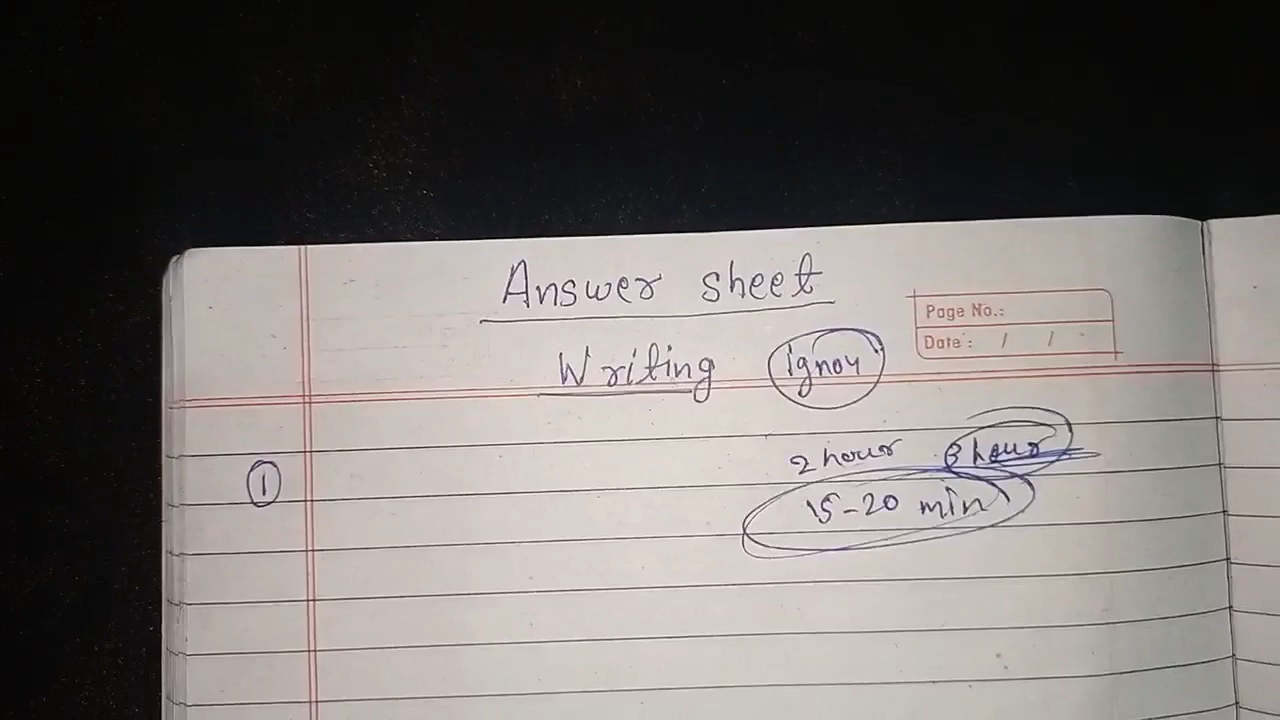 Answer sheet
Page No.:
Date : / /
Writing ignou
2 hour 3 hour
1
15-20 min